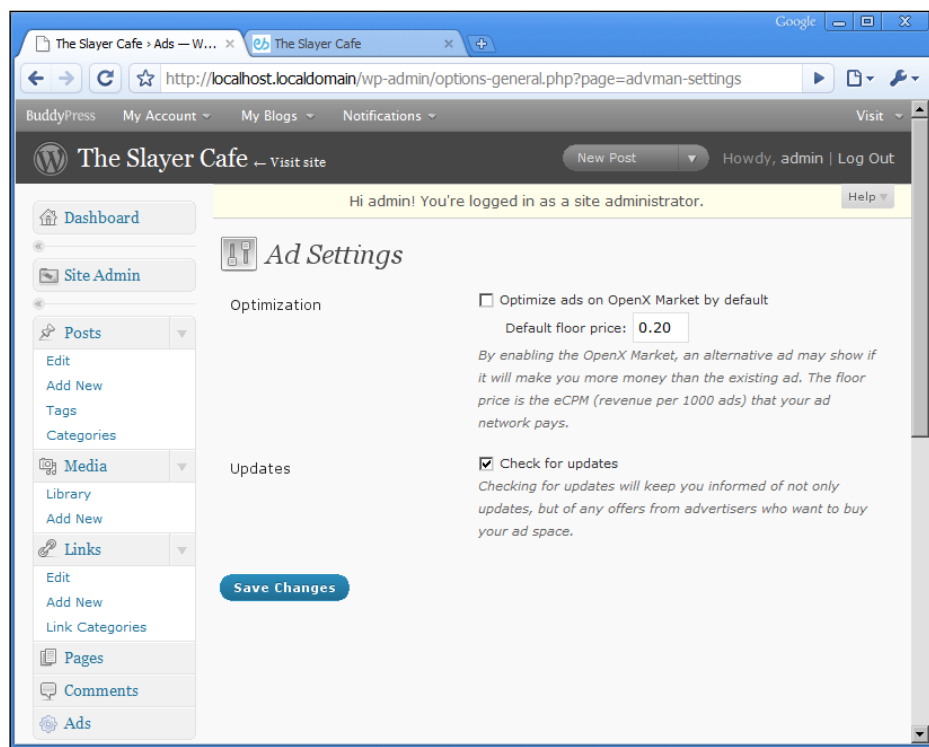 Google
The Slayer Cafe › Ads — W...
The Slayer Cafe
http://localhost.localdomain/wp-admin/options-general.php?page=advman-settings
BuddyPress My Account My Blogs Notifications Visit
The Slayer Cafe ← Visit site New Post Howdy, admin | Log Out
Hi admin! You're logged in as a site administrator. Help
Dashboard
Site Admin
Posts
Edit
Add New
Tags
Categories
Media
Library
Add New
Links
Edit
Add New
Link Categories
Pages
Comments
Ads
Ad Settings
Optimization
Optimize ads on OpenX Market by default
Default floor price: 0.20
By enabling the OpenX Market, an alternative ad may show if
it will make you more money than the existing ad. The floor
price is the eCPM (revenue per 1000 ads) that your ad
network pays.
Updates
Check for updates
Checking for updates will keep you informed of not only
updates, but of any offers from advertisers who want to buy
your ad space.
Save Changes